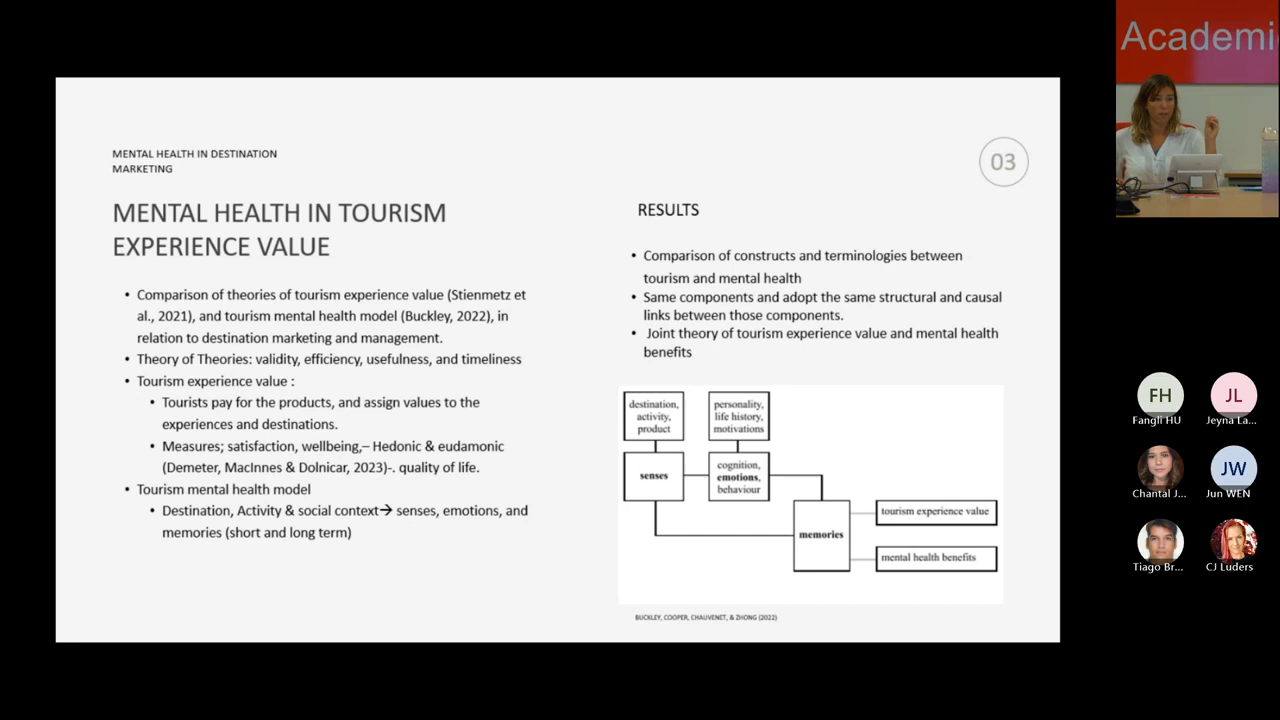 Academi
MENTAL HEALTH IN DESTINATION
MARKETING
03
MENTAL HEALTH IN TOURISM
EXPERIENCE VALUE
• Comparison of theories of tourism experience value (Stienmetz et
al., 2021), and tourism mental health model (Buckley, 2022), in
relation to destination marketing and management.
• Theory of Theories: validity, efficiency, usefulness, and timeliness
• Tourism experience value :
• Tourists pay for the products, and assign values to the
experiences and destinations.
• Measures; satisfaction, wellbeing,– Hedonic & eudamonic
(Demeter, MacInnes & Dolnicar, 2023)-. quality of life.
• Tourism mental health model
• Destination, Activity & social context→ senses, emotions, and
memories (short and long term)
RESULTS
• Comparison of constructs and terminologies between
tourism and mental health
• Same components and adopt the same structural and causal
links between those components.
• Joint theory of tourism experience value and mental health
benefits
destination,
activity,
product
personality,
life history,
motivations
senses
cognition,
emotions,
behaviour
memories
tourism experience value
mental health benefits
BUCKLEY, COOPER, CHAUVENET, & ZHONG (2022)
FH
Fangli HU
JL
Jeyna La...
Chantal J...
JW
Jun WEN
Tiago Br...
CJ Luders